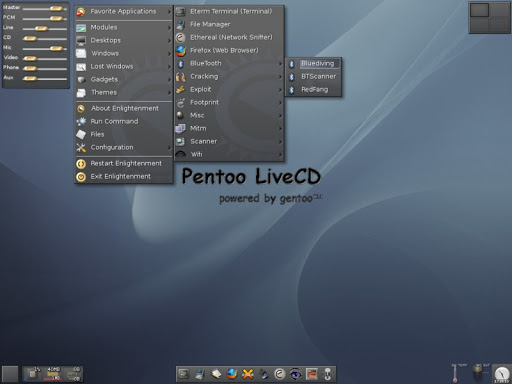 Master
PCM
Line
CD
Mic
Video
Phone
Aux
Favorite Applications
Modules
Desktops
Windows
Lost Windows
Gadgets
Themes
About Enlightenment
Run Command
Files
Configuration
Restart Enlightenment
Exit Enlightenment
Eterm Terminal (Terminal)
File Manager
Ethereal (Network Sniffer)
Firefox (Web Browser)
BlueTooth
Cracking
Exploit
Footprint
Misc
Mitm
Scanner
Wifi
Bluediving
BTScanner
RedFang
Pentoo LiveCD
powered by gentoo™